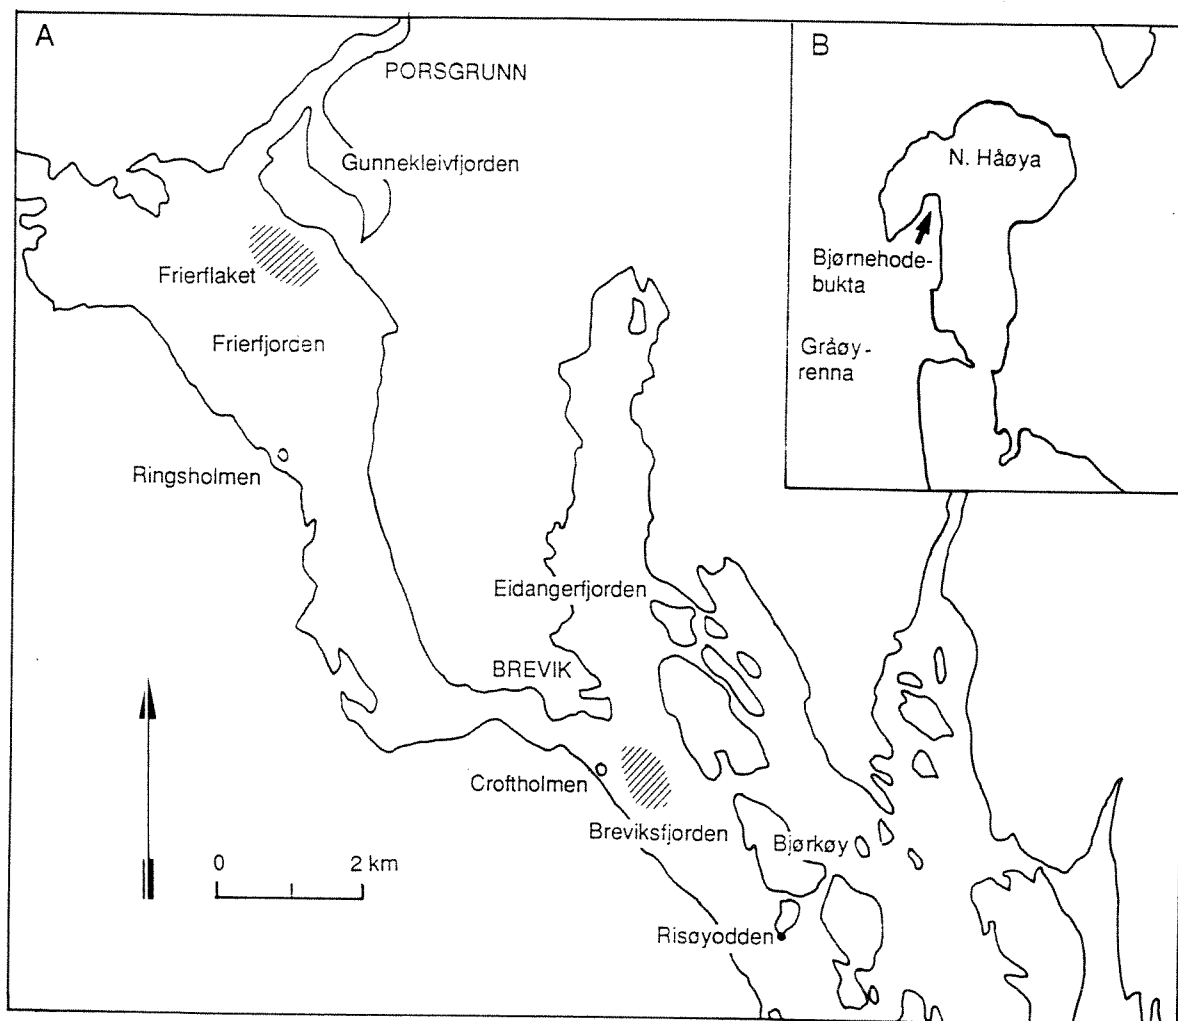 A
B
PORSGRUNN
Gunnekleivfjorden
N. Håøya
Bjørnehode-
bukta
Frierflaket
Frierfjorden
Gråøy-
renna
Ringsholmen
Eidangerfjorden
BREVIK
Croftholmen
Breviksfjorden
Bjørkøy
0 2 km
Risøyodden